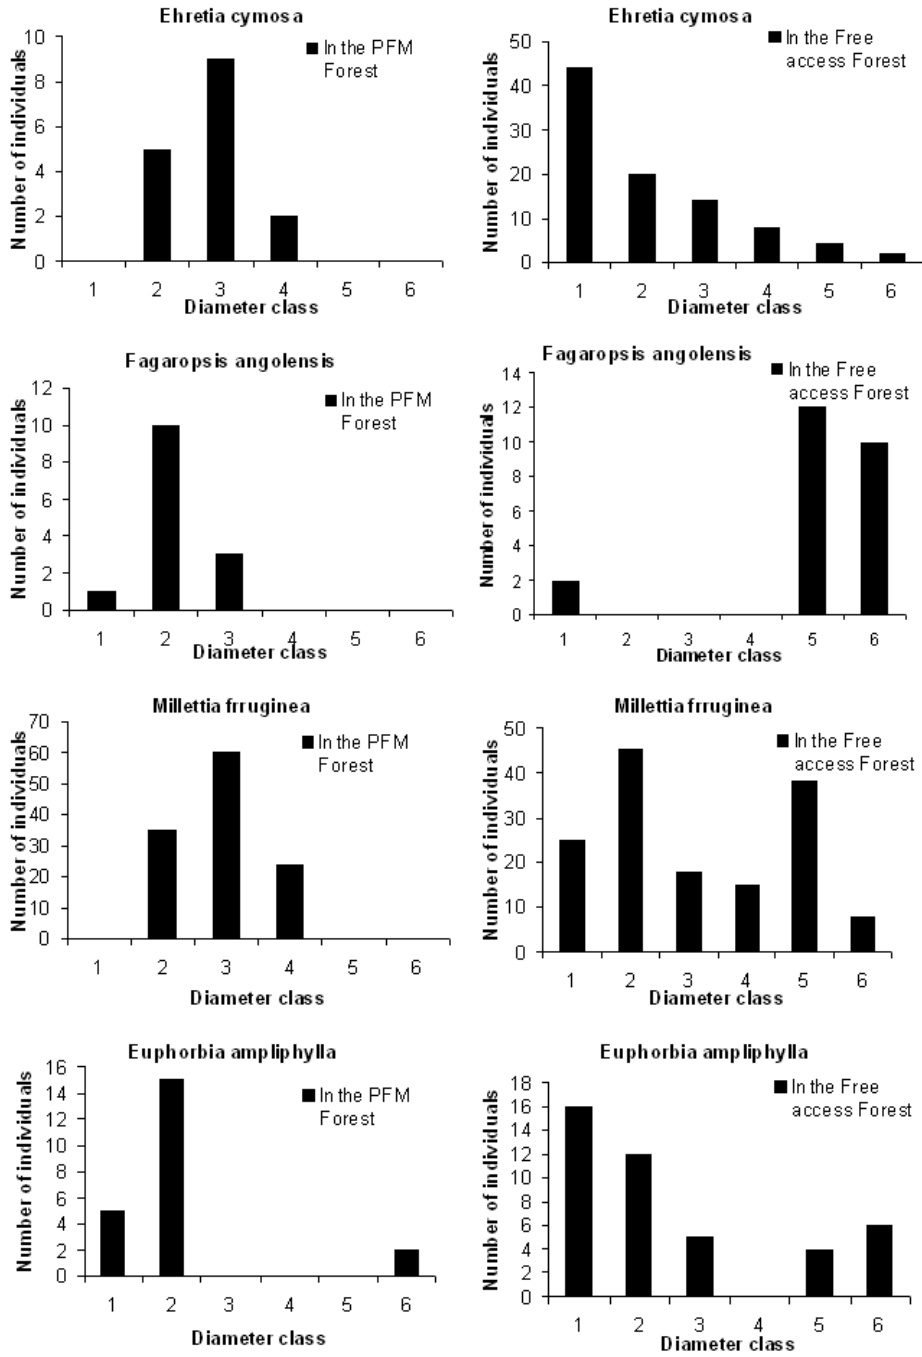 Ehretia cymosa
In the PFM
Forest
Number of individuals
10
8
6
4
2
0
1 2 3 4 5 6
Diameter class
Ehretia cymosa
In the Free
access Forest
Number of individuals
50
40
30
20
10
0
1 2 3 4 5 6
Diameter class
Fagaropsis angolensis
In the PFM
Forest
Number of individuals
12
10
8
6
4
2
0
1 2 3 4 5 6
Diameter class
Fagaropsis angolensis
In the Free
access Forest
Number of individuals
14
12
10
8
6
4
2
0
1 2 3 4 5 6
Diameter class
Millettia frruginea
In the PFM
Forest
Number of individuals
70
60
50
40
30
20
10
0
1 2 3 4 5 6
Diameter class
Millettia frruginea
In the Free
access Forest
Number of individuals
50
40
30
20
10
0
1 2 3 4 5 6
Diameter class
Euphorbia ampliphylla
In the PFM
Forest
Number of individuals
16
14
12
10
8
6
4
2
0
1 2 3 4 5 6
Diameter class
Euphorbia ampliphylla
In the Free
access Forest
Number of individuals
18
16
14
12
10
8
6
4
2
0
1 2 3 4 5 6
Diameter class